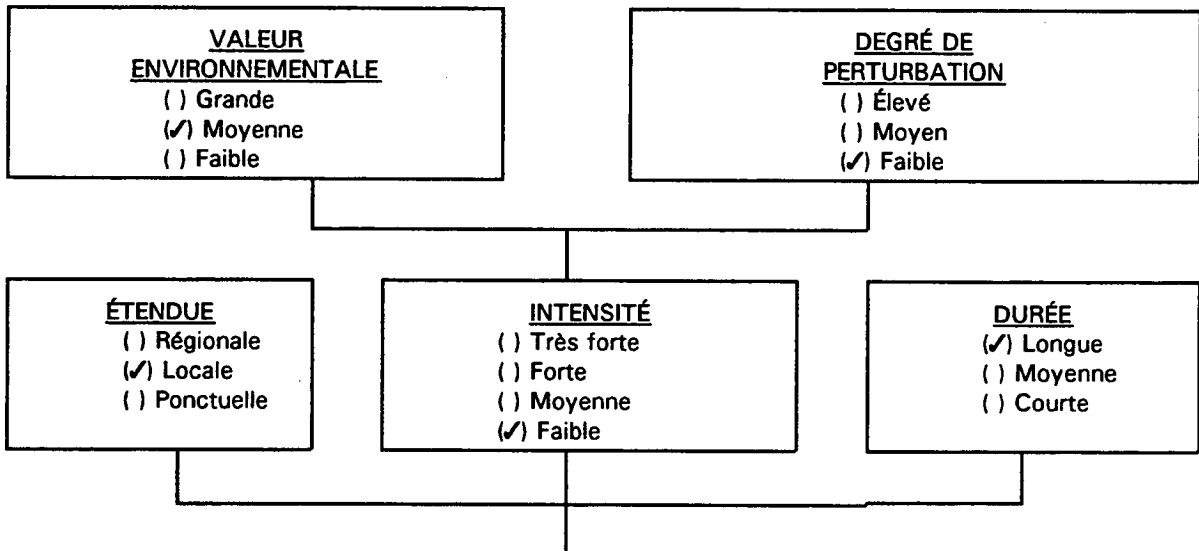 VALEUR
ENVIRONNEMENTALE
( ) Grande
(✓) Moyenne
( ) Faible
DEGRÉ DE
PERTURBATION
( ) Élevé
( ) Moyen
(✓) Faible
ÉTENDUE
( ) Régionale
(✓) Locale
( ) Ponctuelle
INTENSITÉ
( ) Très forte
( ) Forte
( ) Moyenne
(✓) Faible
DURÉE
(✓) Longue
( ) Moyenne
( ) Courte